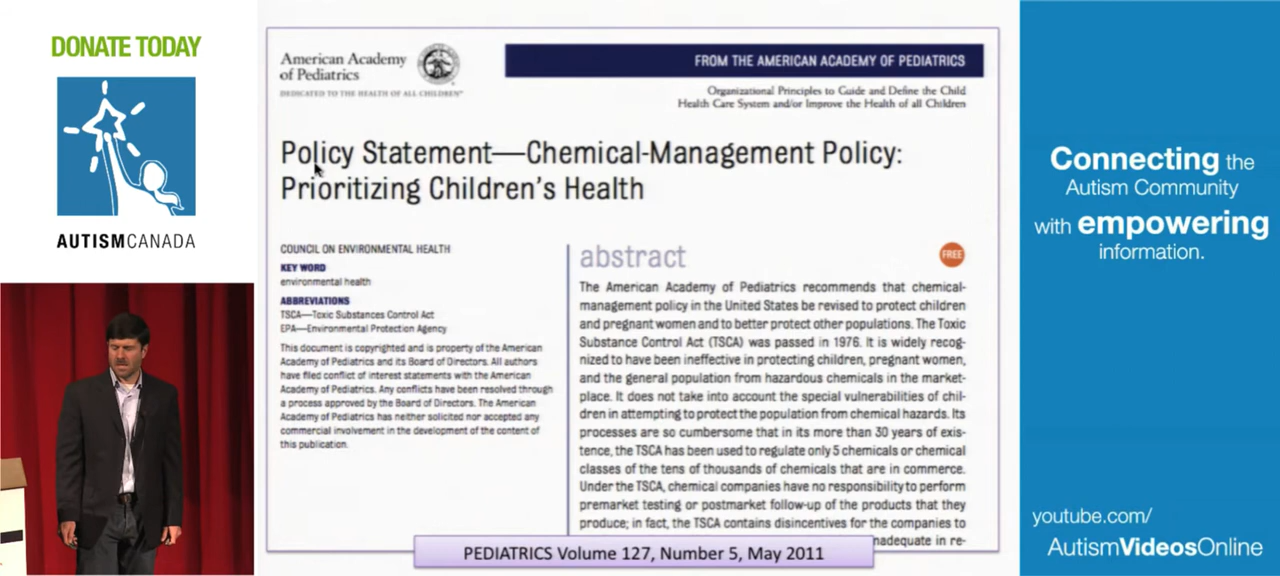 DONATE TODAY
AUTISMCANADA
American Academy
of Pediatrics
DEDICATED TO THE HEALTH OF ALL CHILDREN™
FROM THE AMERICAN ACADEMY OF PEDIATRICS
Organizational Principles to Guide and Define the Child
Health Care System and/or Improve the Health of all Children
Policy Statement—Chemical-Management Policy:
Prioritizing Children's Health
COUNCIL ON ENVIRONMENTAL HEALTH
KEY WORD
environmental health
ABBREVIATIONS
TSCA—Toxic Substances Control Act
EPA—Environmental Protection Agency
This document is copyrighted and is property of the American
Academy of Pediatrics and its Board of Directors. All authors
have filed conflict of interest statements with the American
Academy of Pediatrics. Any conflicts have been resolved through
a process approved by the Board of Directors. The American
Academy of Pediatrics has neither solicited nor accepted any
commercial involvement in the development of the content of
this publication.
abstract
FREE
The American Academy of Pediatrics recommends that chemical-
management policy in the United States be revised to protect children
and pregnant women and to better protect other populations. The Toxic
Substance Control Act (TSCA) was passed in 1976. It is widely recog-
nized to have been ineffective in protecting children, pregnant women,
and the general population from hazardous chemicals in the market-
place. It does not take into account the special vulnerabilities of chil-
dren in attempting to protect the population from chemical hazards. Its
processes are so cumbersome that in its more than 30 years of exis-
tence, the TSCA has been used to regulate only 5 chemicals or chemical
classes of the tens of thousands of chemicals that are in commerce.
Under the TSCA, chemical companies have no responsibility to perform
premarket testing or postmarket follow-up of the products that they
produce; in fact, the TSCA contains disincentives for the companies to
nadequate in re-
PEDIATRICS Volume 127, Number 5, May 2011
Connecting the
Autism Community
with empowering
information.
youtube.com/
AutismVideosOnline